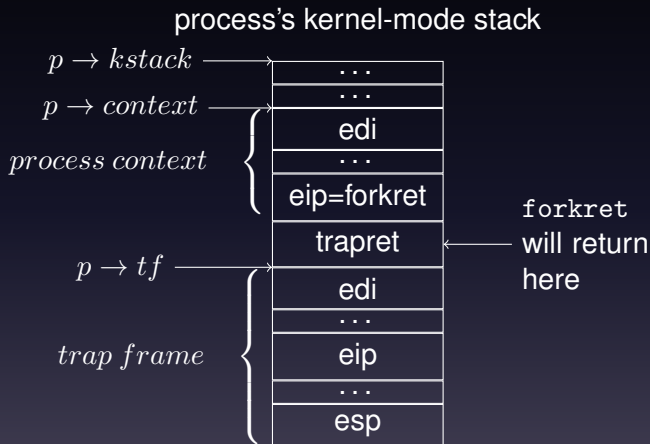 process's kernel-mode stack
p → kstack
· · ·
· · ·
p → context
edi
process context
· · ·
eip=forkret
trapret
forkret
will return
here
p → tf
edi
· · ·
trap frame
eip
· · ·
esp